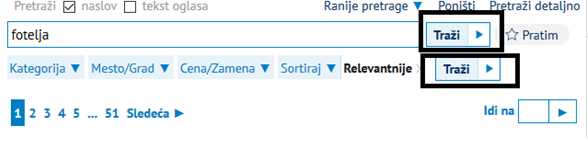 Pretraži naslov tekst oglasa Ranije pretrage ▼ Poništi Pretraži detaljno
fotelja Traži ▶ Pratim
Kategorija ▼ Mesto/Grad ▼ Cena/Zamena ▼ Sortiraj ▼ Relevantnije Traži ▶
1 2 3 4 5 ... 51 Sledeća ▶ Idi na ▶